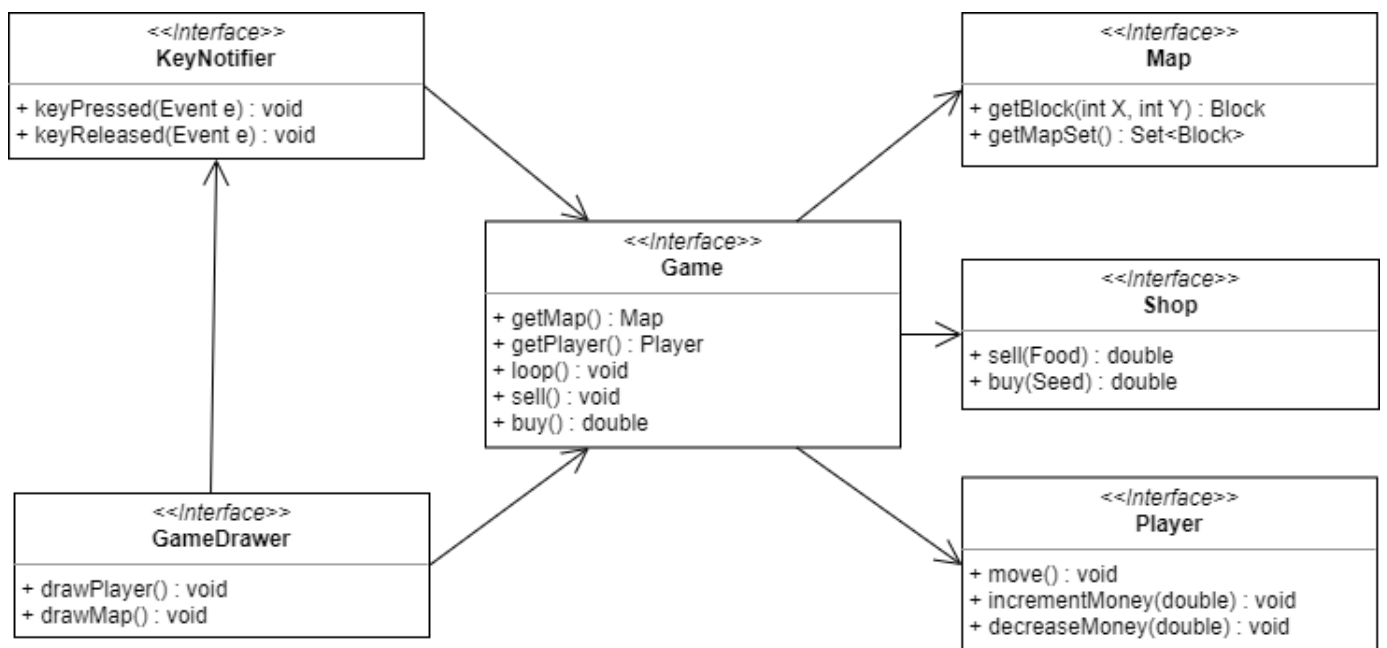 <<Interface>>
KeyNotifier
+ keyPressed(Event e) : void
+ keyReleased(Event e) : void
<<Interface>>
Map
+ getBlock(int X, int Y) : Block
+ getMapSet() : Set<Block>
<<Interface>>
Game
+ getMap() : Map
+ getPlayer() : Player
+ loop() : void
+ sell() : void
+ buy() : double
<<Interface>>
Shop
+ sell(Food) : double
+ buy(Seed) : double
<<Interface>>
GameDrawer
+ drawPlayer() : void
+ drawMap() : void
<<Interface>>
Player
+ move() : void
+ incrementMoney(double) : void
+ decreaseMoney(double) : void